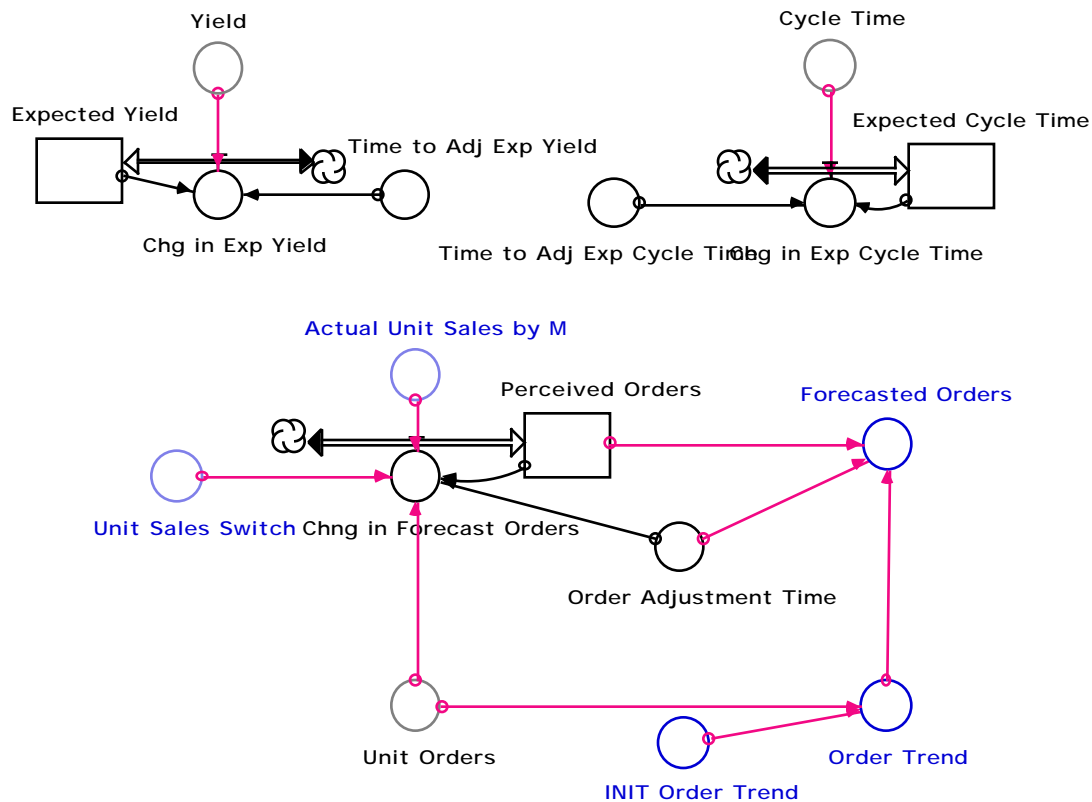 Yield
Cycle Time
Expected Yield
Expected Cycle Time
Time to Adj Exp Yield
Chg in Exp Yield
Time to Adj Exp Cycle Time
Chg in Exp Cycle Time
Actual Unit Sales by M
Perceived Orders
Forecasted Orders
Unit Sales Switch
Chng in Forecast Orders
Order Adjustment Time
Unit Orders
Order Trend
INIT Order Trend